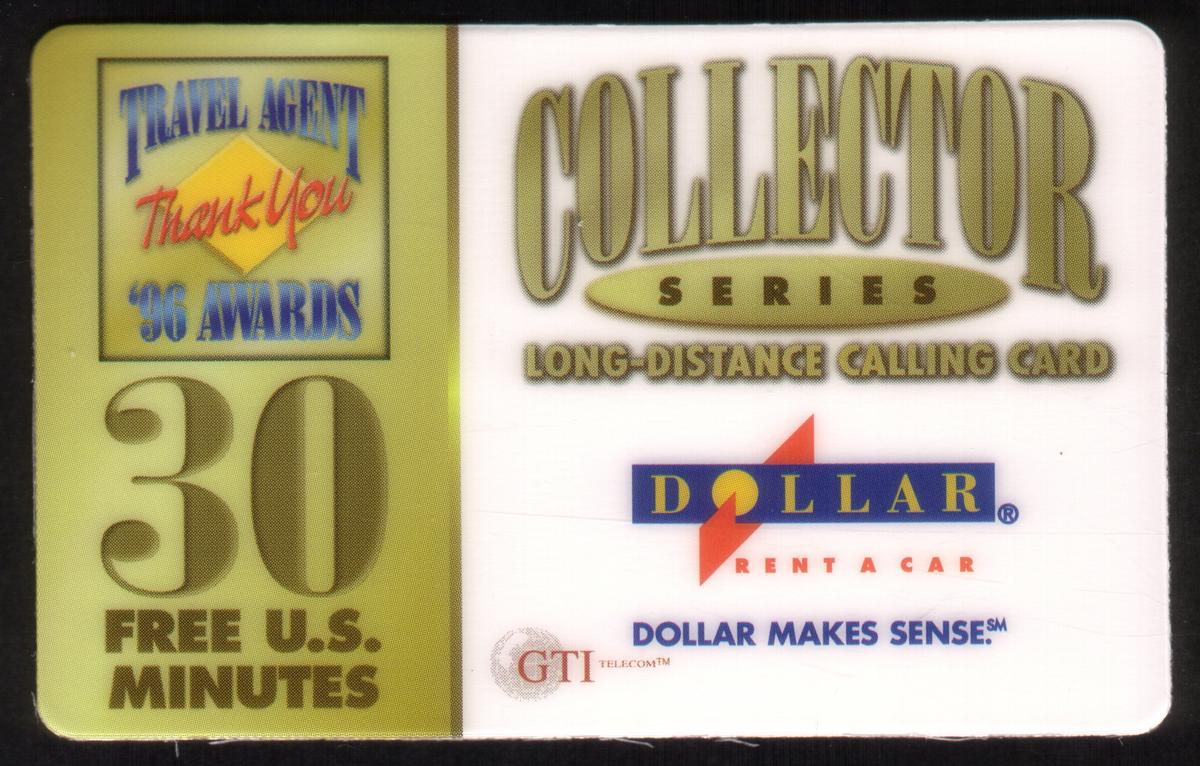 TRAVEL AGENT
Thank You
'96 AWARDS
30
FREE U.S.
MINUTES
COLLECTOR
SERIES
LONG-DISTANCE CALLING CARD
DOLLAR®
RENT A CAR
DOLLAR MAKES SENSE.℠
GTI TELECOM™